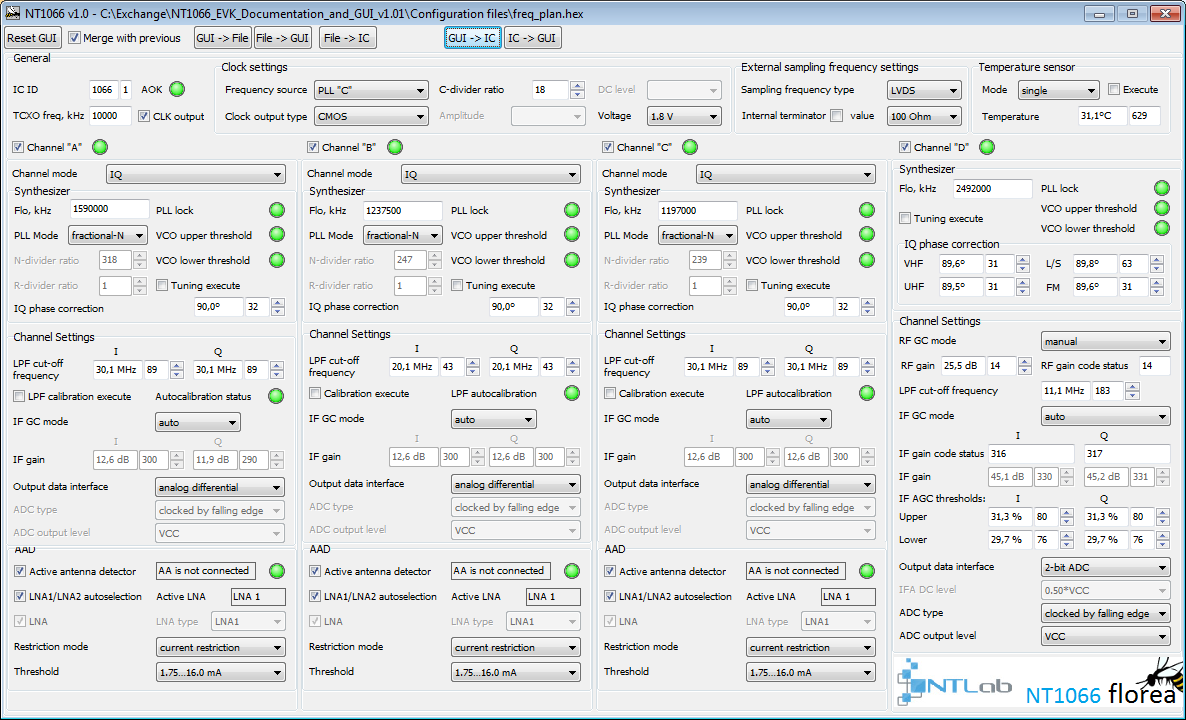 NT1066 v1.0 - C:\Exchange\NT1066_EVK_Documentation_and_GUI_v1.01\Configuration files\freq_plan.hex
Reset GUI Merge with previous GUI -> File File -> GUI File -> IC GUI -> IC IC -> GUI
General
IC ID 1066 1 AOK
TCXO freq, kHz 10000 CLK output
Clock settings
Frequency source PLL "C" C-divider ratio 18 DC level
Clock output type CMOS Amplitude Voltage 1.8 V
External sampling frequency settings
Sampling frequency type LVDS
Internal terminator value 100 Ohm
Temperature sensor
Mode single Execute
Temperature 31,1°C 629
Channel "A"
Channel mode IQ
Synthesizer
Flo, kHz 1590000 PLL lock
PLL Mode fractional-N VCO upper threshold
N-divider ratio 318 VCO lower threshold
R-divider ratio 1 Tuning execute
IQ phase correction 90,0° 32
Channel Settings
I Q
LPF cut-off
frequency 30,1 MHz 89 30,1 MHz 89
LPF calibration execute Autocalibration status
IF GC mode auto
I Q
IF gain 12,6 dB 300 11,9 dB 290
Output data interface analog differential
ADC type clocked by falling edge
ADC output level VCC
AAD
Active antenna detector AA is not connected
LNA1/LNA2 autoselection Active LNA LNA 1
LNA LNA type LNA1
Restriction mode current restriction
Threshold 1.75...16.0 mA
Channel "B"
Channel mode IQ
Synthesizer
Flo, kHz 1237500 PLL lock
PLL Mode fractional-N VCO upper threshold
N-divider ratio 247 VCO lower threshold
R-divider ratio 1 Tuning execute
IQ phase correction 90,0° 32
Channel Settings
I Q
LPF cut-off
frequency 20,1 MHz 43 20,1 MHz 43
Calibration execute LPF autocalibration
IF GC mode auto
I Q
IF gain 12,6 dB 300 12,6 dB 300
Output data interface analog differential
ADC type clocked by falling edge
ADC output level VCC
AAD
Active antenna detector AA is not connected
LNA1/LNA2 autoselection Active LNA LNA 1
LNA LNA type LNA1
Restriction mode current restriction
Threshold 1.75...16.0 mA
Channel "C"
Channel mode IQ
Synthesizer
Flo, kHz 1197000 PLL lock
PLL Mode fractional-N VCO upper threshold
N-divider ratio 239 VCO lower threshold
R-divider ratio 1 Tuning execute
IQ phase correction 90,0° 32
Channel Settings
I Q
LPF cut-off
frequency 30,1 MHz 89 30,1 MHz 89
Calibration execute LPF autocalibration
IF GC mode auto
I Q
IF gain 12,6 dB 300 12,6 dB 300
Output data interface analog differential
ADC type clocked by falling edge
ADC output level VCC
AAD
Active antenna detector AA is not connected
LNA1/LNA2 autoselection Active LNA LNA 1
LNA LNA type LNA1
Restriction mode current restriction
Threshold 1.75...16.0 mA
Channel "D"
Synthesizer
Flo, kHz 2492000 PLL lock
VCO upper threshold
Tuning execute
VCO lower threshold
IQ phase correction
VHF 89,6° 31 L/S 89,8° 63
UHF 89,5° 31 FM 89,6° 31
Channel Settings
RF GC mode manual
RF gain 25,5 dB 14 RF gain code status 14
LPF cut-off frequency 11,1 MHz 183
IF GC mode auto
I Q
IF gain code status 316 317
IF gain 45,1 dB 330 45,2 dB 331
IF AGC thresholds: I Q
Upper 31,3 % 80 31,3 % 80
Lower 29,7 % 76 29,7 % 76
Output data interface 2-bit ADC
IFA DC level 0.50*VCC
ADC type clocked by falling edge
ADC output level VCC
NTLab NT1066 florea